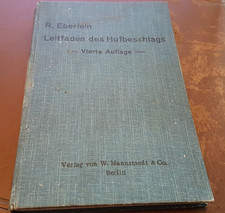 R. Eberlein
Leitfaden des Hufbeschlags
— Vierte Auflage —
Verlag von W. Mannstaedt & Co.
Berlin